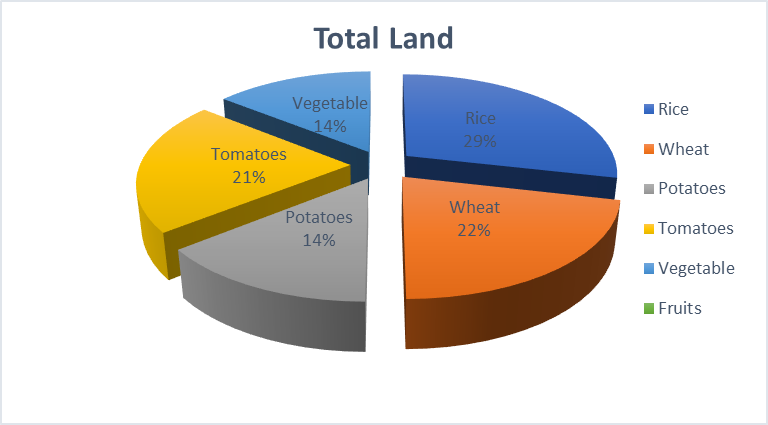 Total Land
Vegetable
14%
Rice
29%
Tomatoes
21%
Wheat
22%
Potatoes
14%
Rice
Wheat
Potatoes
Tomatoes
Vegetable
Fruits